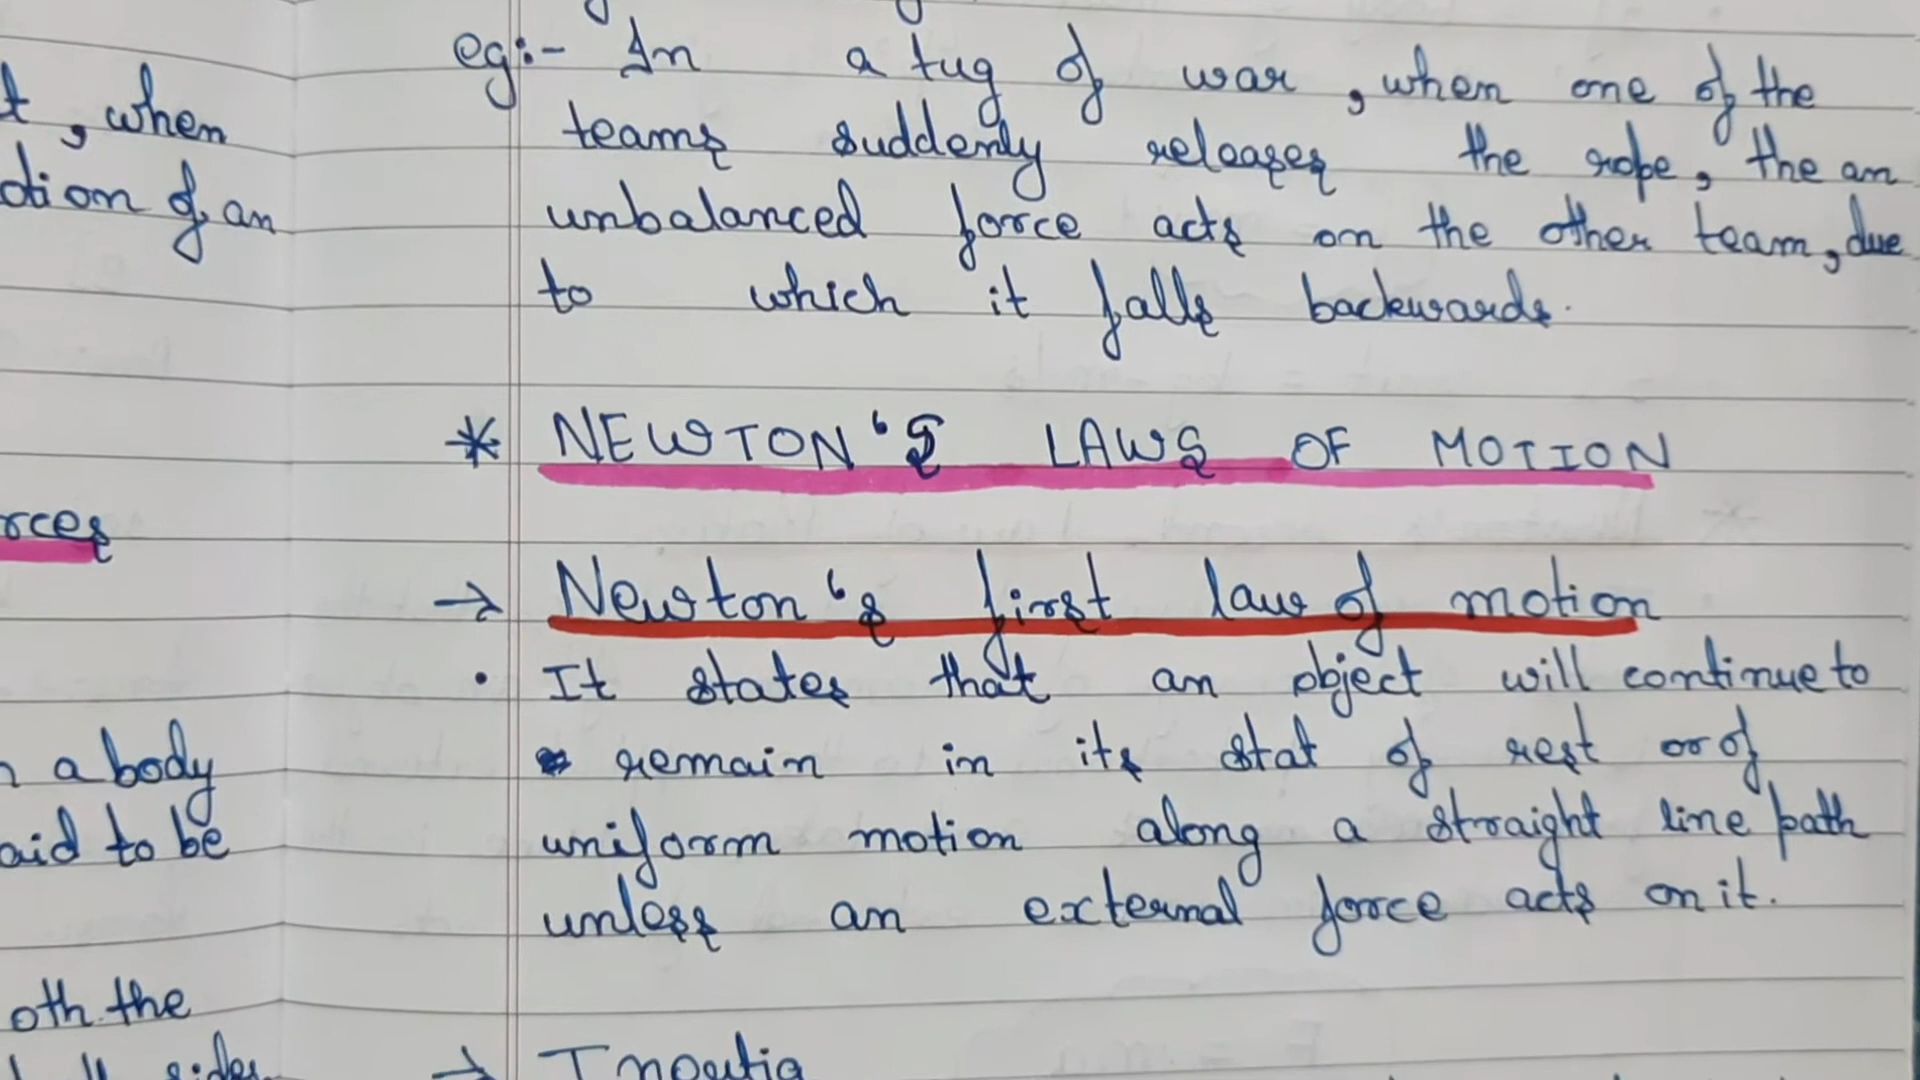 t, when
otion of an
rces
n a body
aid to be
oth the
eg:- In a tug of war, when one of the
teams suddenly releases the rope, the an
unbalanced force acts on the other team, due
to which it falls backwards.
* NEWTON'S LAWS OF MOTION
→ Newton's first law of motion
• It states that an object will continue to
remain in its stat of rest or of
uniform motion along a straight line path
unless an external force acts on it.
→ Inertia